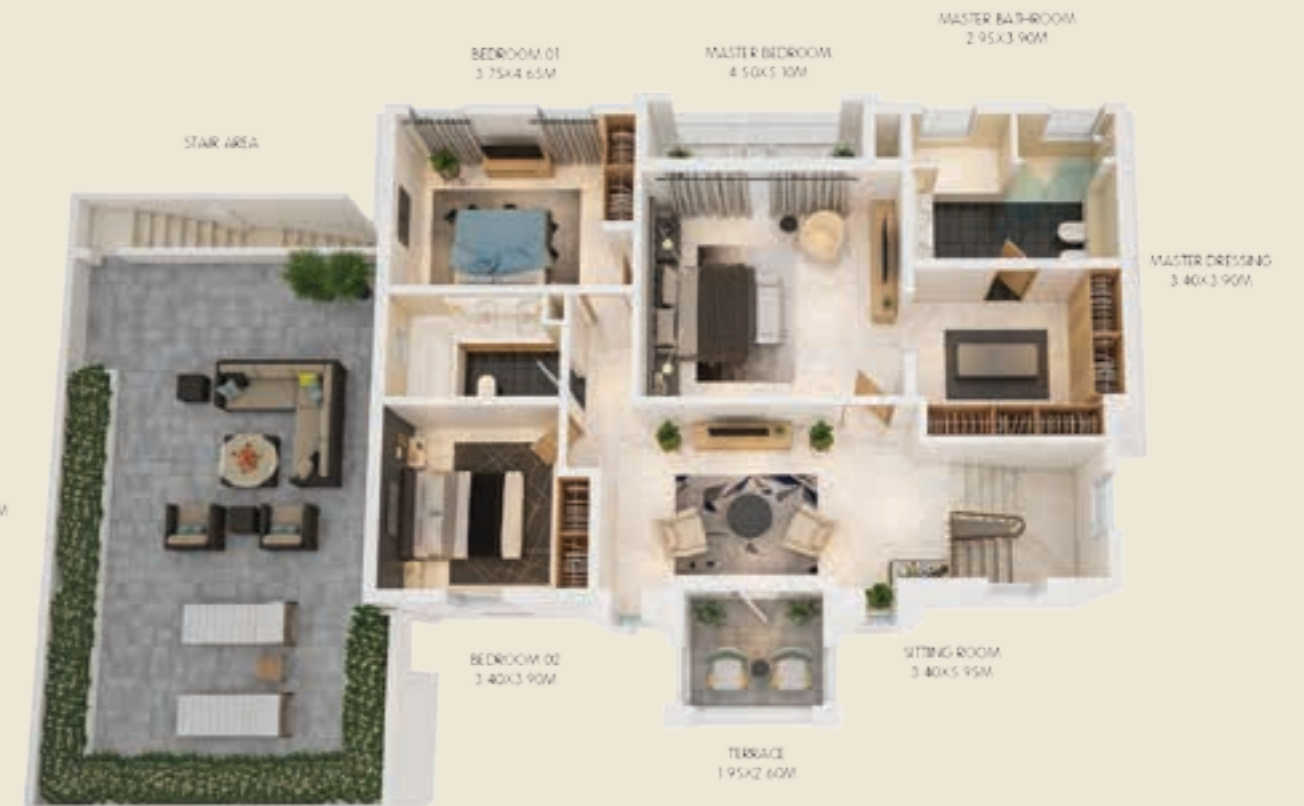 MASTER BATHROOM
2.95X3.90M
BEDROOM 01
3.75X4.65M
MASTER BEDROOM
4.50X5.10M
STAIR AREA
MASTER DRESSING
3.40X3.90M
M
BEDROOM 02
3.40X3.90M
SITTING ROOM
3.40X5.95M
TERRACE
1.95X2.60M